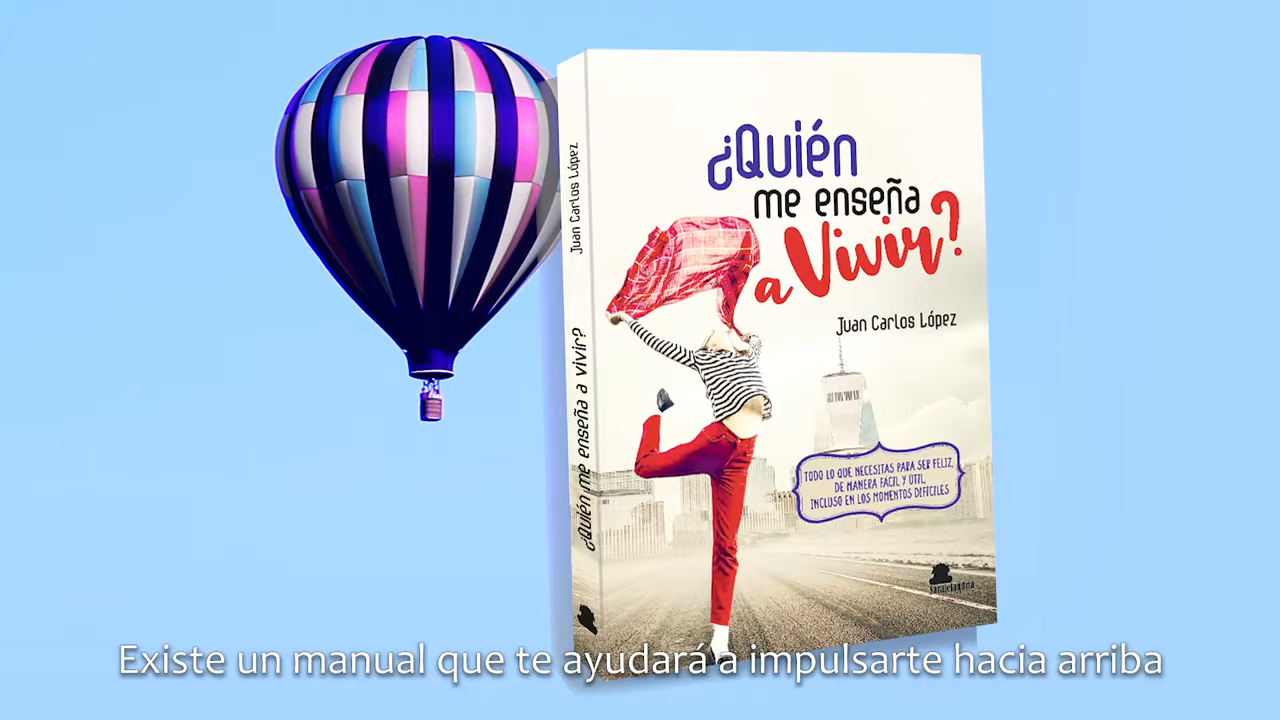 ¿Quién
me enseña
a Vivir?
Juan Carlos López
TODO LO QUE NECESITAS PARA SER FELIZ,
DE MANERA FÁCIL Y ÚTIL,
INCLUSO EN LOS MOMENTOS DIFÍCILES
Juan Carlos López
¿Quién me enseña a vivir?
Existe un manual que te ayudará a impulsarte hacia arriba